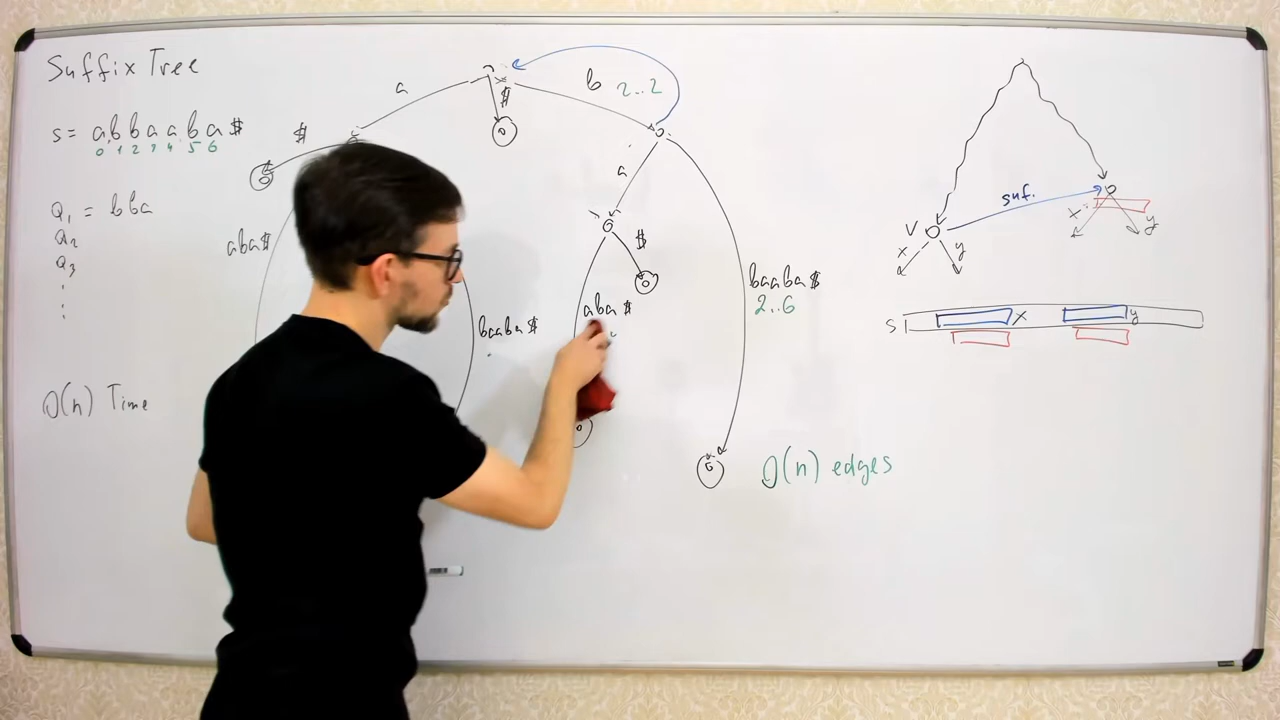 Suffix Tree
s= abbaaba$
0 1 2 3 4 5 6
Q1 = bba
Q2
Q3
:
:
O(n) Time
a
$
b 2..2
$
aba$
baaba$
a
$
aba$
baaba$
2..6
O(n) edges
suf.
V
x
y
x
y
s
x
y